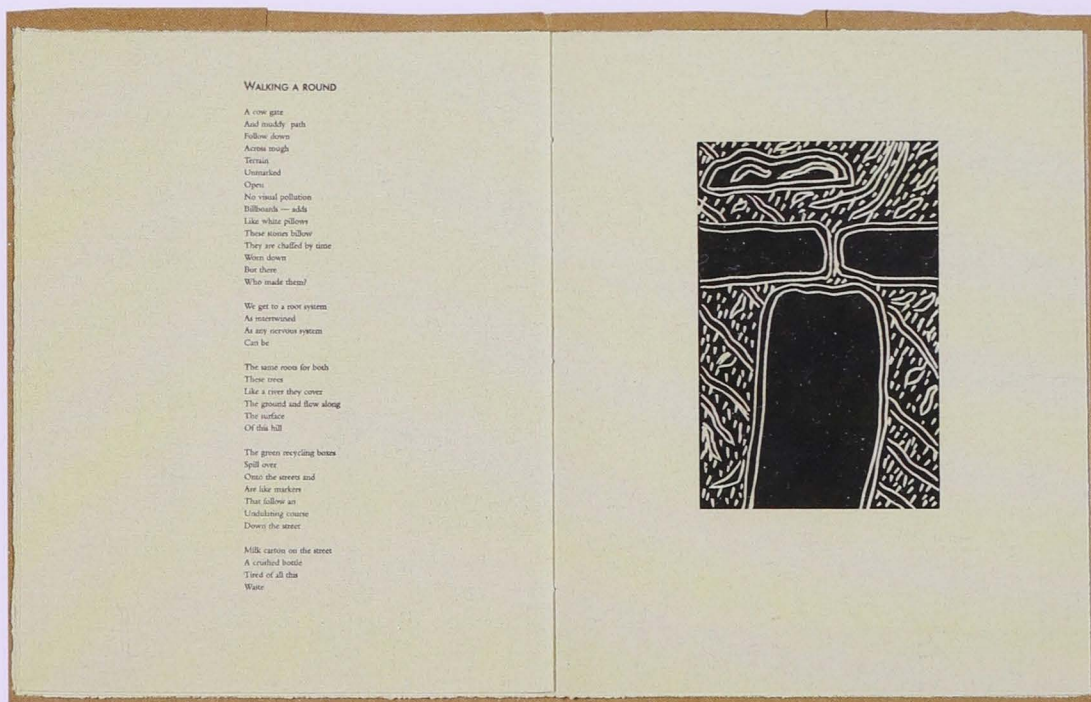 WALKING A ROUND
A cow gate
And muddy path
Follow down
Across rough
Terrain
Unmarked
Open
No visual pollution
Billboards — adds
Like white pillows
These stones billow
They are chaffed by time
Worn down
But there
Who made them?
We get to a root system
As intertwined
As any nervous system
Can be
The same roots for both
These trees
Like a river they cover
The ground and flow along
The surface
Of this hill
The green recycling boxes
Spill over
Onto the streets and
Are like markers
That follow an
Undulating course
Down the street
Milk carton on the street
A crushed bottle
Tired of all this
Waste